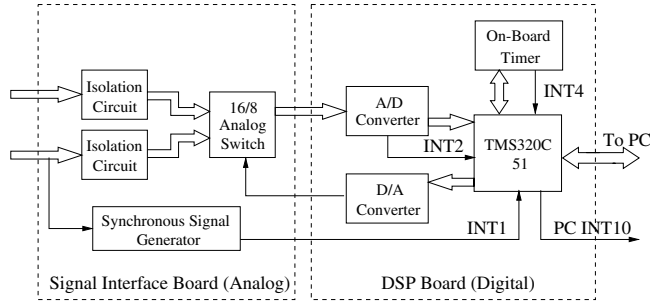 On-Board
Timer
Isolation
Circuit
16/8
Analog
Switch
A/D
Converter
INT4
Isolation
Circuit
INT2
TMS320C
51
To PC
D/A
Converter
Synchronous Signal
Generator
INT1
PC INT10
Signal Interface Board (Analog)
DSP Board (Digital)